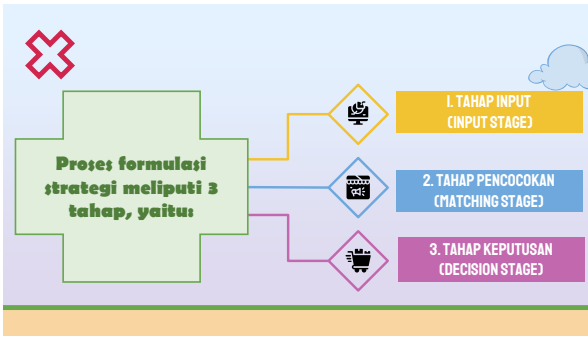 Proses formulasi
strategi meliputi 3
tahap, yaitu:
1. TAHAP INPUT
(INPUT STAGE)
2. TAHAP PENCOCOKAN
(MATCHING STAGE)
3. TAHAP KEPUTUSAN
(DECISION STAGE)